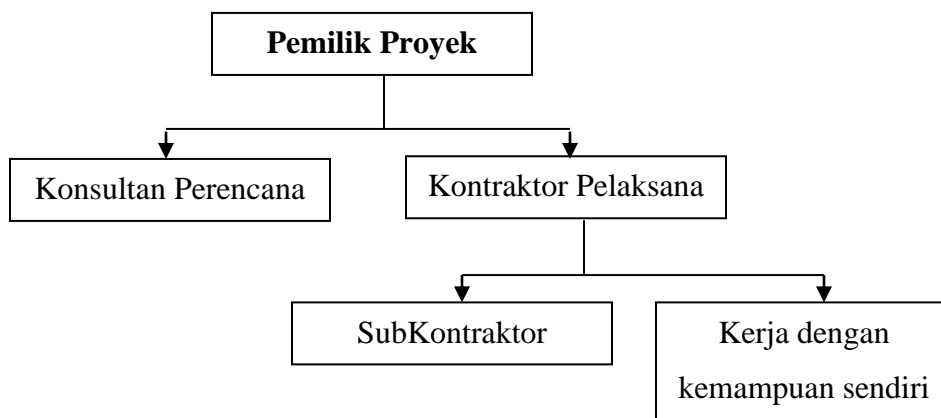 Pemilik Proyek
Konsultan Perencana
Kontraktor Pelaksana
SubKontraktor
Kerja dengan
kemampuan sendiri